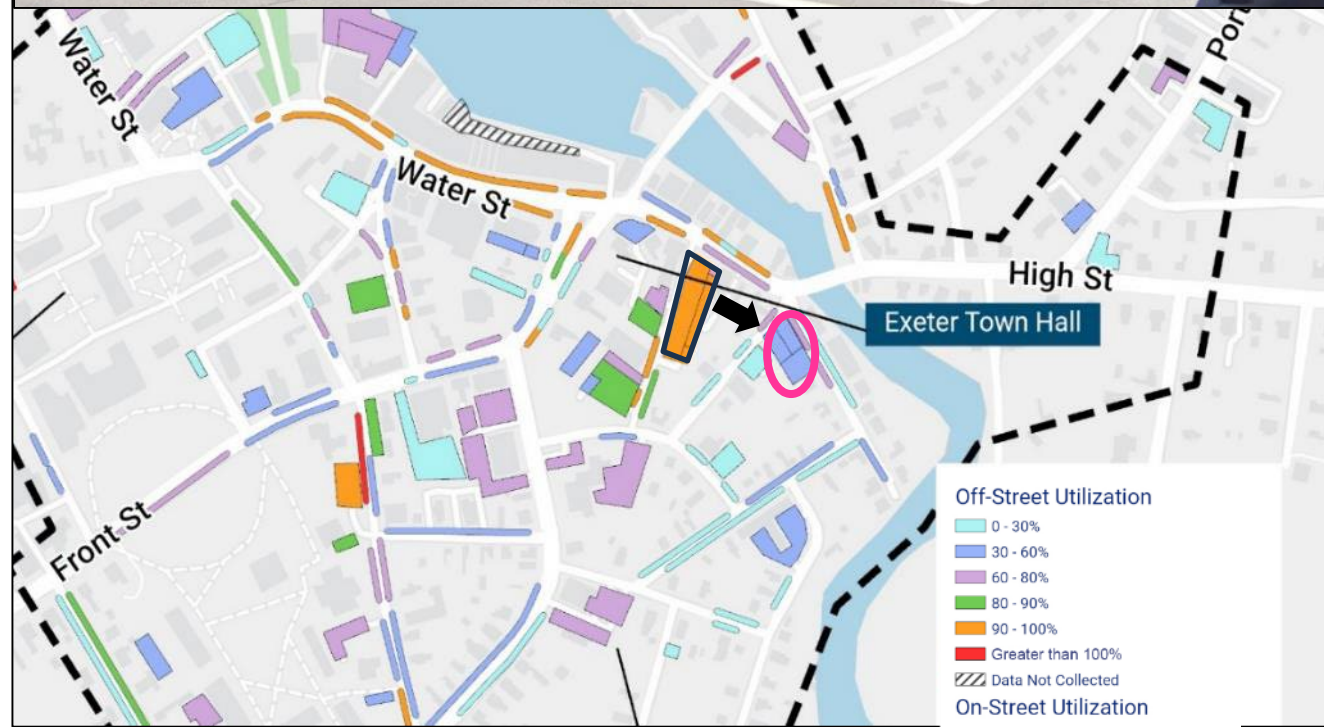 Water St
Por
Water St
High St
Exeter Town Hall
Front St
Off-Street Utilization
0 - 30%
30 - 60%
60 - 80%
80 - 90%
90 - 100%
Greater than 100%
Data Not Collected
On-Street Utilization